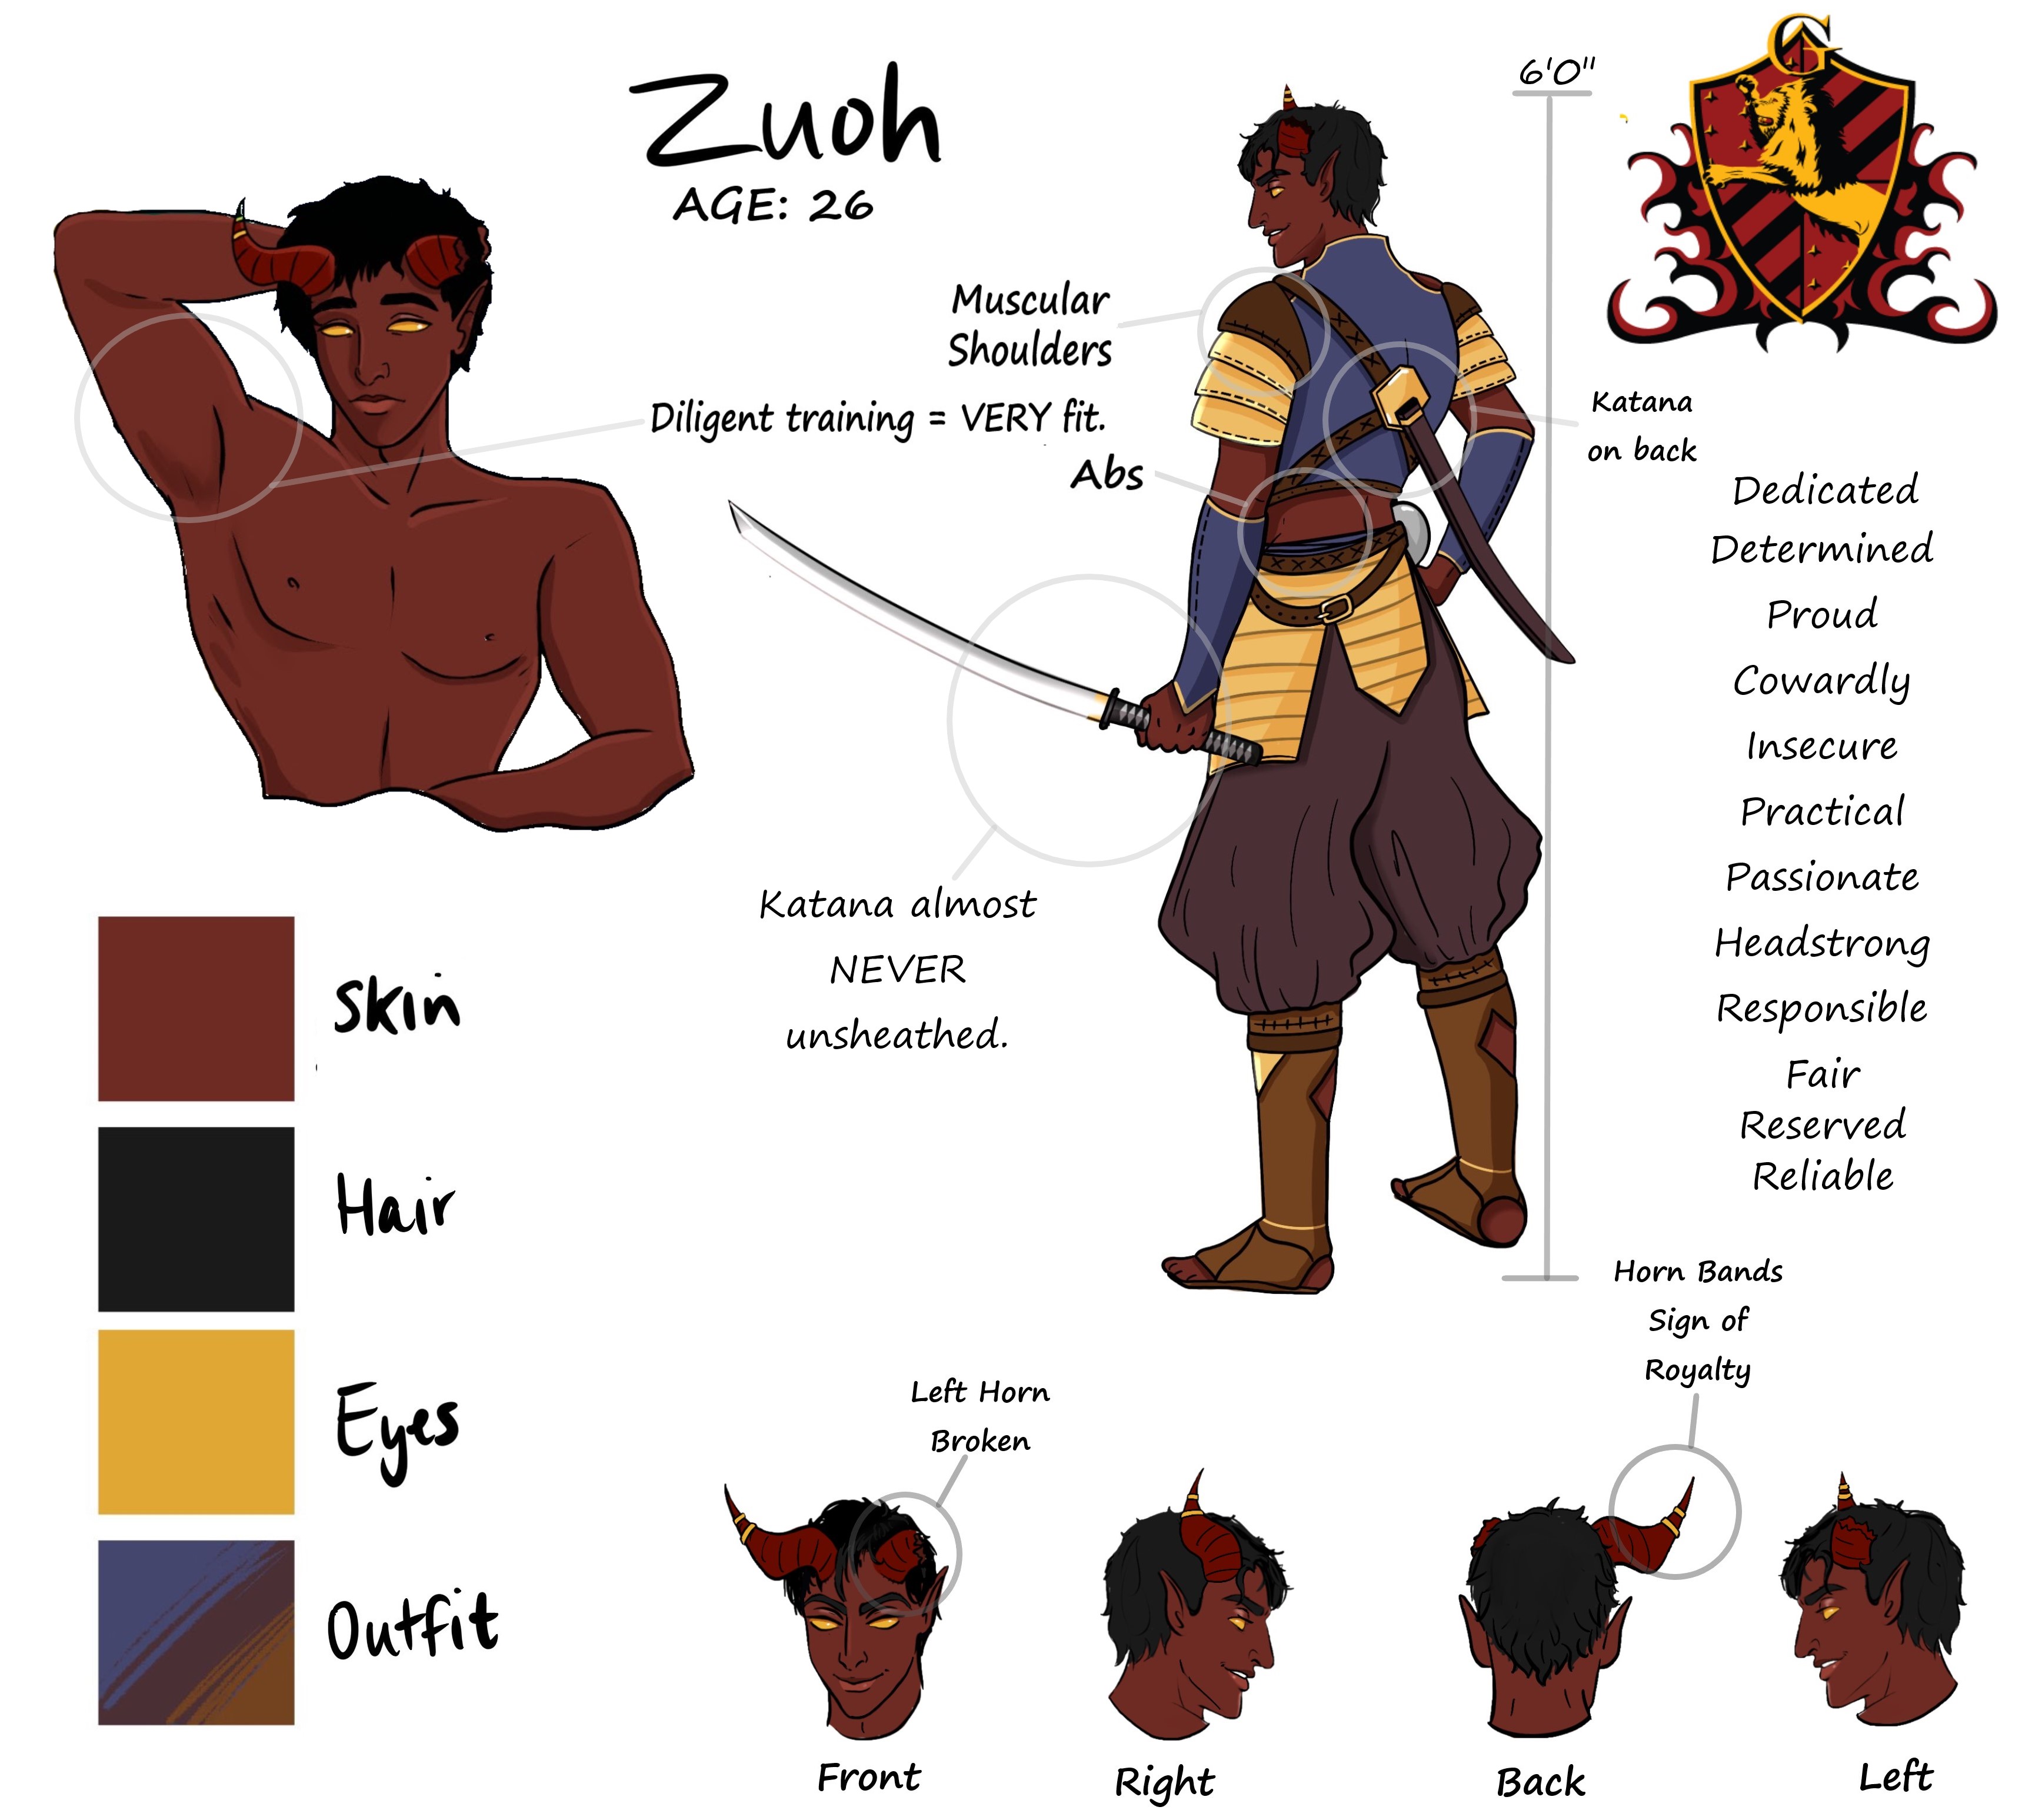 Zuoh
AGE: 26
6'0"
G
Muscular
Shoulders
Diligent training = VERY fit.
Abs
Katana
on back
Dedicated
Determined
Proud
Cowardly
Insecure
Practical
Passionate
Headstrong
Responsible
Fair
Reserved
Reliable
Katana almost
NEVER
unsheathed.
Skin
Hair
Eyes
Outfit
Left Horn
Broken
Horn Bands
Sign of
Royalty
Front
Right
Back
Left